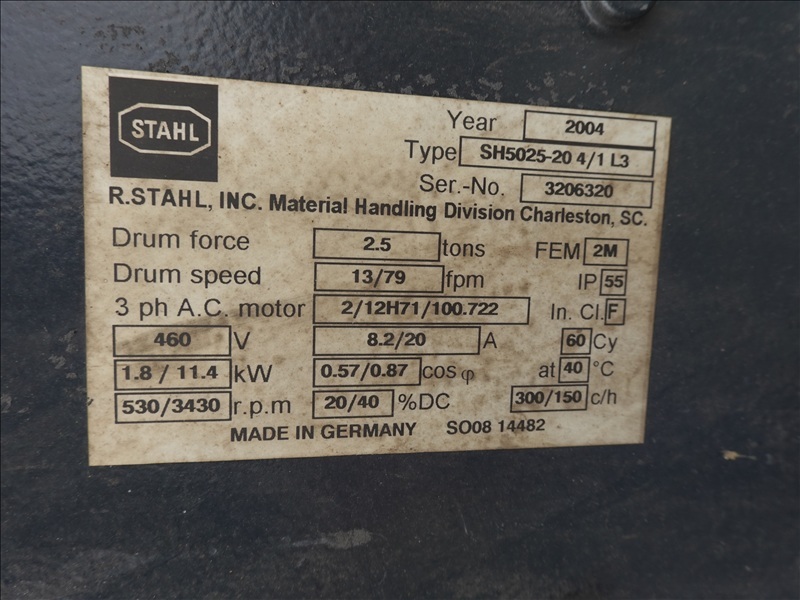 STAHL
Year 2004
Type SH5025-20 4/1 L3
Ser.-No. 3206320
R.STAHL, INC. Material Handling Division Charleston, SC.
Drum force 2.5 tons FEM 2M
Drum speed 13/79 fpm IP 55
3 ph A.C. motor 2/12H71/100.722 In. Cl. F
460 V 8.2/20 A 60 Cy
1.8 / 11.4 kW 0.57/0.87 cos φ at 40 °C
530/3430 r.p.m 20/40 %DC 300/150 c/h
MADE IN GERMANY SO08 14482